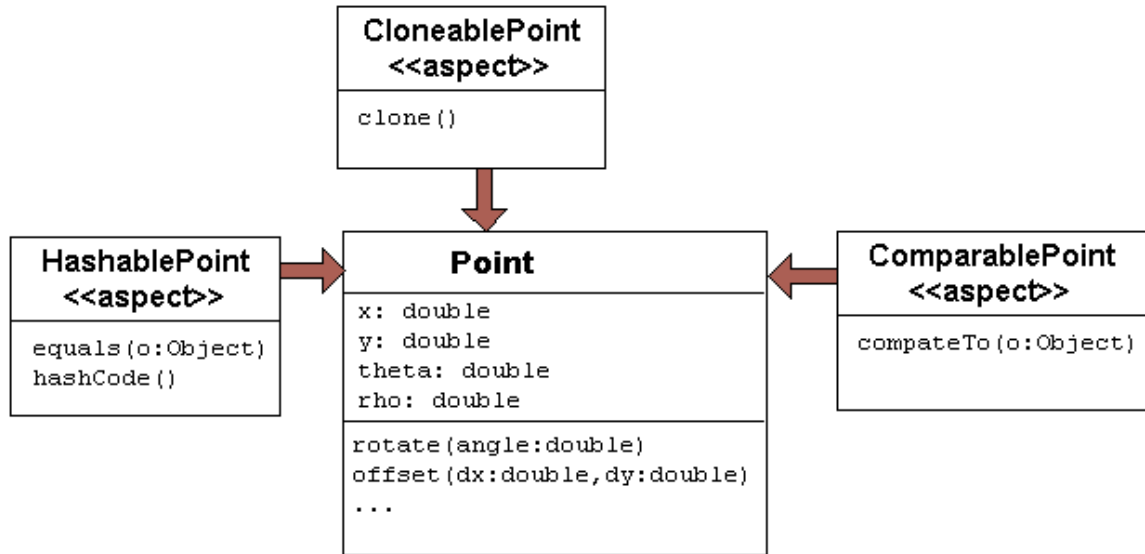 CloneablePoint
<<aspect>>
clone()
HashablePoint
<<aspect>>
equals(o:Object)
hashCode()
Point
x: double
y: double
theta: double
rho: double
rotate(angle:double)
offset(dx:double,dy:double)
...
ComparablePoint
<<aspect>>
compateTo(o:Object)